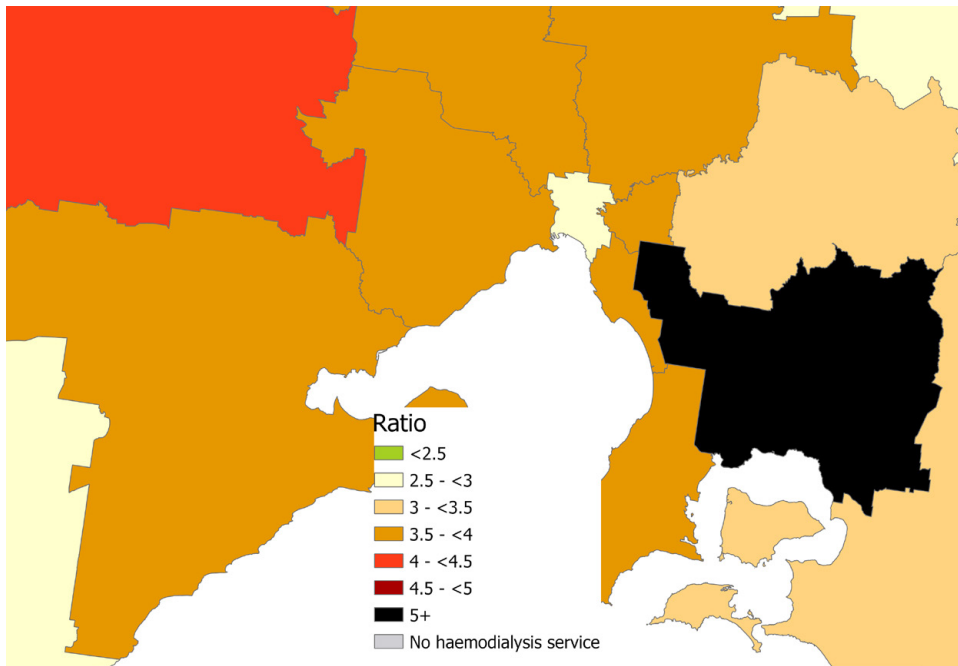 Ratio
<2.5
2.5 - <3
3 - <3.5
3.5 - <4
4 - <4.5
4.5 - <5
5+
No haemodialysis service